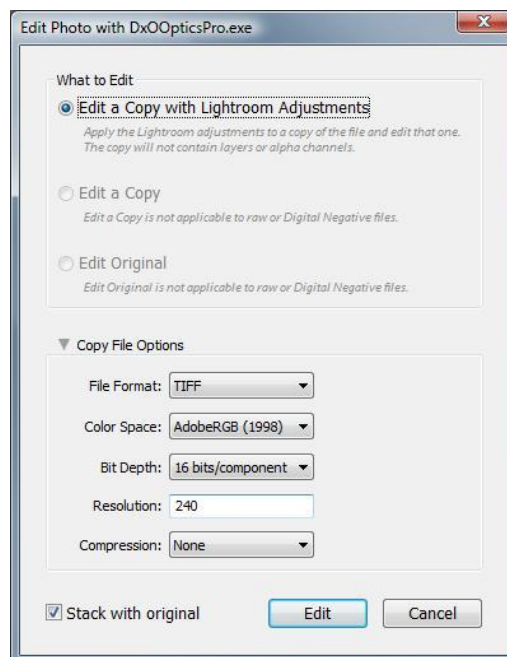 Edit Photo with DxOOpticsPro.exe
What to Edit
Edit a Copy with Lightroom Adjustments
Apply the Lightroom adjustments to a copy of the file and edit that one.
The copy will not contain layers or alpha channels.
Edit a Copy
Edit a Copy is not applicable to raw or Digital Negative files.
Edit Original
Edit Original is not applicable to raw or Digital Negative files.
Copy File Options
File Format: TIFF
Color Space: AdobeRGB (1998)
Bit Depth: 16 bits/component
Resolution: 240
Compression: None
Stack with original Edit Cancel